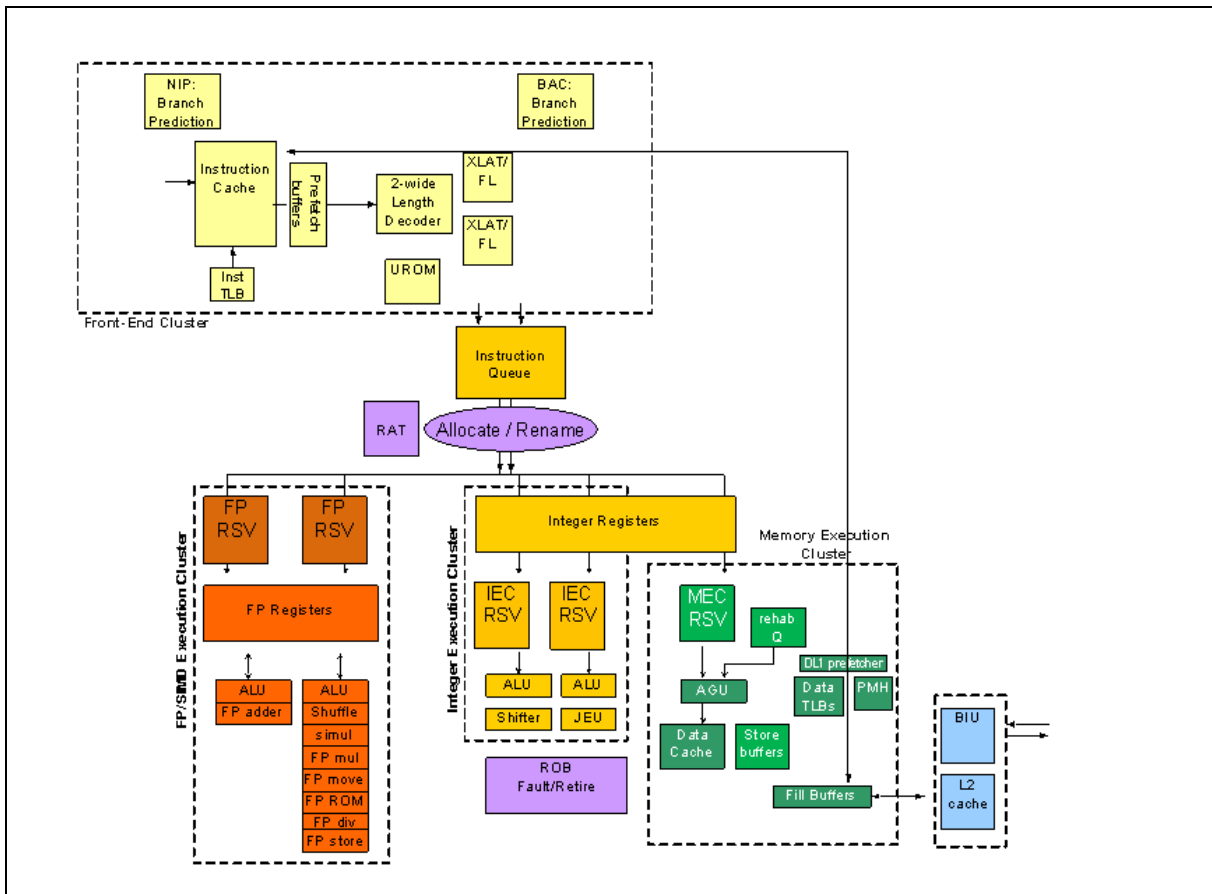 NIP:
Branch
Prediction
BAC:
Branch
Prediction
Instruction
Cache
Prefetch
buffers
2-wide
Length
Decoder
XLAT/
FL
XLAT/
FL
UROM
Inst
TLB
Front-End Cluster
Instruction
Queue
RAT
Allocate / Rename
FP/SIMD Execution Cluster
FP
RSV
FP
RSV
FP Registers
ALU
FP adder
ALU
Shuffle
simul
FP mul
FP move
FP ROM
FP div
FP store
Integer Execution Cluster
Integer Registers
IEC
RSV
IEC
RSV
ALU
ALU
Shifter
JEU
ROB
Fault/Retire
Memory Execution
Cluster
MEC
RSV
rehab
Q
DL1 prefetcher
AGU
Data
TLBs
PMH
Data
Cache
Store
buffers
Fill Buffers
BIU
L2
cache